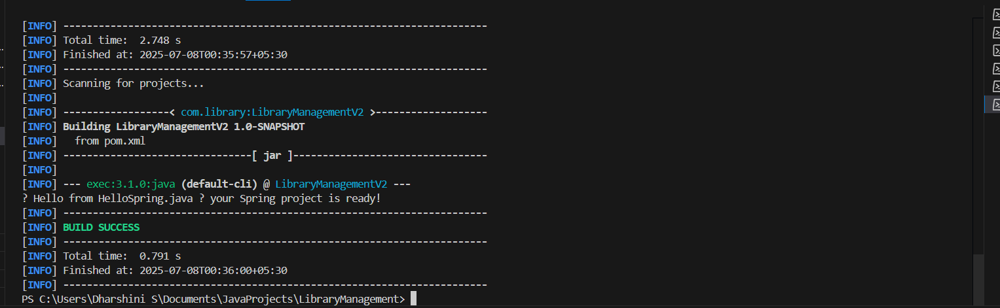 [INFO] ------------------------------------------------------------------------
[INFO] Total time:  2.748 s
[INFO] Finished at: 2025-07-08T00:35:57+05:30
[INFO] ------------------------------------------------------------------------
[INFO] Scanning for projects...
[INFO]
[INFO] ------------------< com.library:LibraryManagementV2 >-------------------
[INFO] Building LibraryManagementV2 1.0-SNAPSHOT
[INFO]   from pom.xml
[INFO] --------------------------------[ jar ]---------------------------------
[INFO]
[INFO] --- exec:3.1.0:java (default-cli) @ LibraryManagementV2 ---
? Hello from HelloSpring.java ? your Spring project is ready!
[INFO] ------------------------------------------------------------------------
[INFO] BUILD SUCCESS
[INFO] ------------------------------------------------------------------------
[INFO] Total time:  0.791 s
[INFO] Finished at: 2025-07-08T00:36:00+05:30
[INFO] ------------------------------------------------------------------------
PS C:\Users\Dharshini S\Documents\JavaProjects\LibraryManagement>